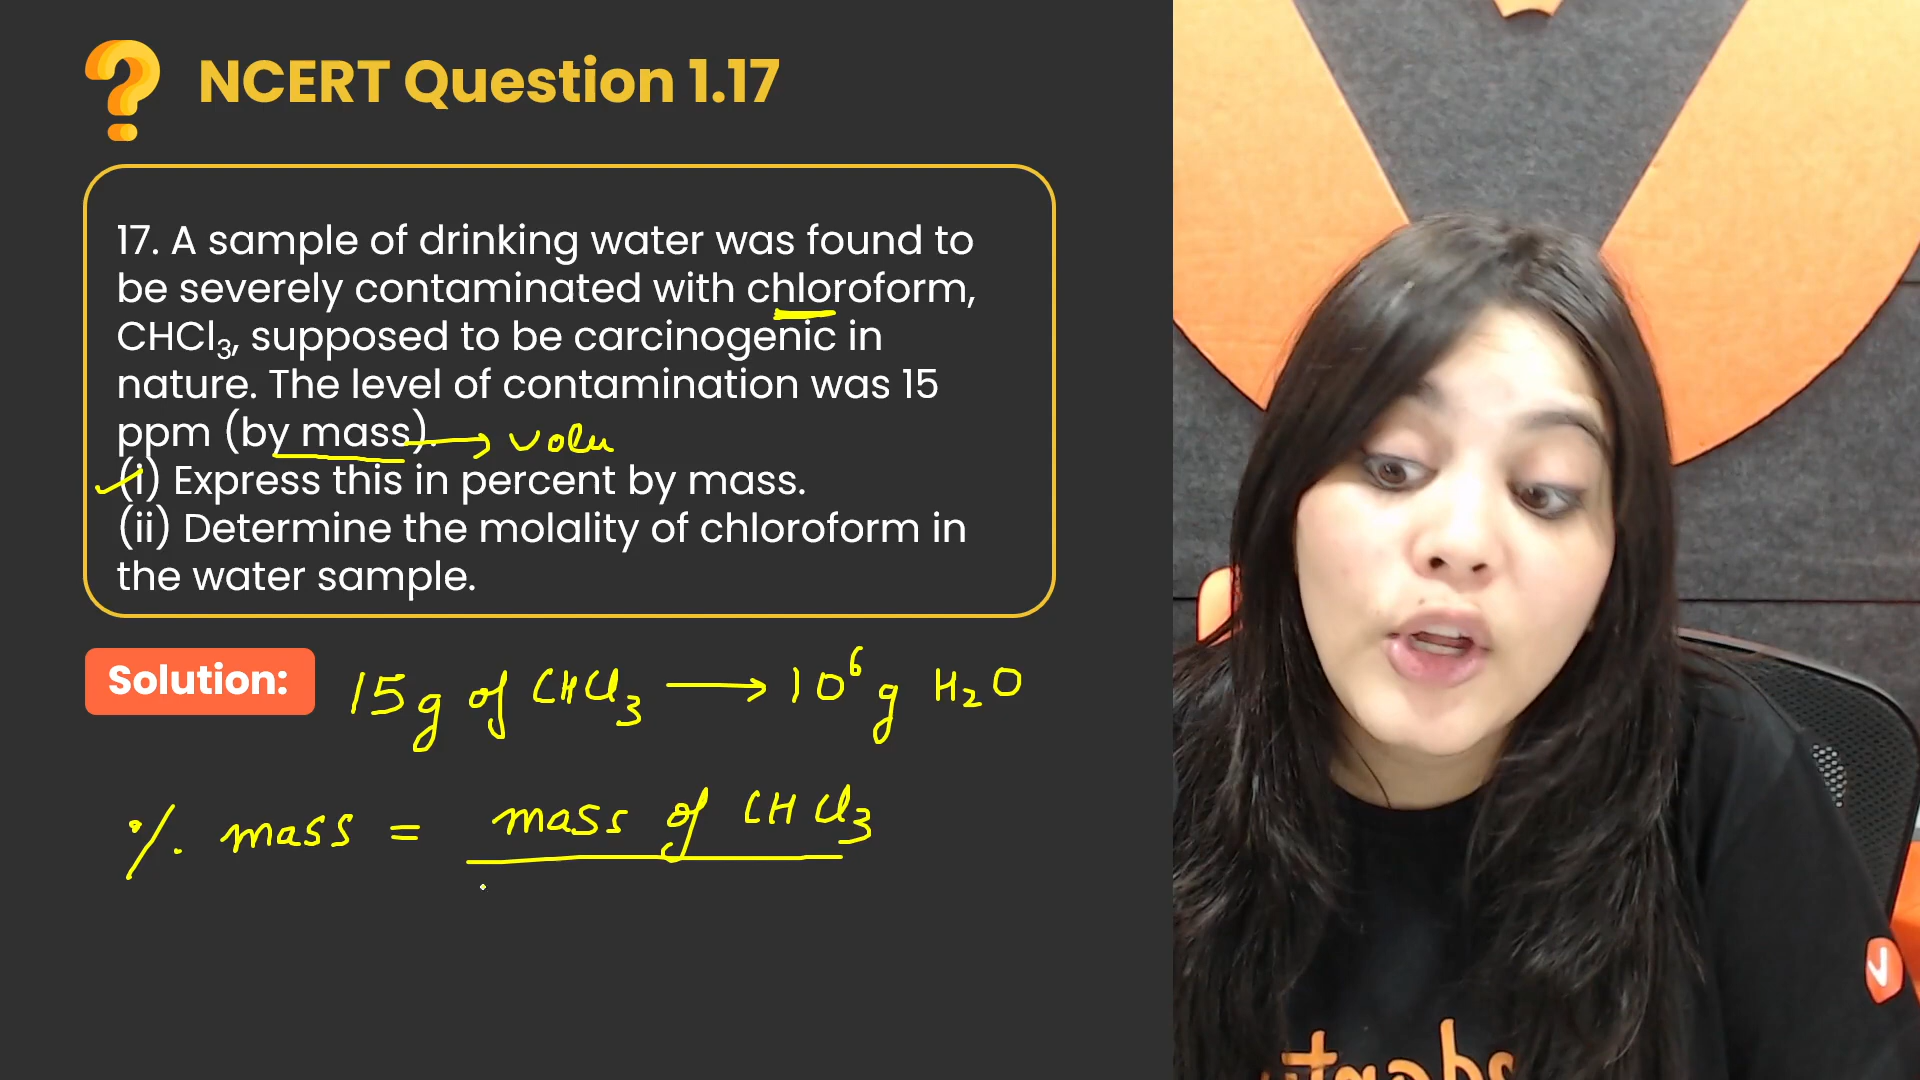 NCERT Question 1.17
17. A sample of drinking water was found to
be severely contaminated with chloroform,
CHCl₃, supposed to be carcinogenic in
nature. The level of contamination was 15
ppm (by mass). → volu
(i) Express this in percent by mass.
(ii) Determine the molality of chloroform in
the water sample.
Solution: 15g of CHCl₃ → 10⁶ g H₂O
% mass = mass of CHCl₃